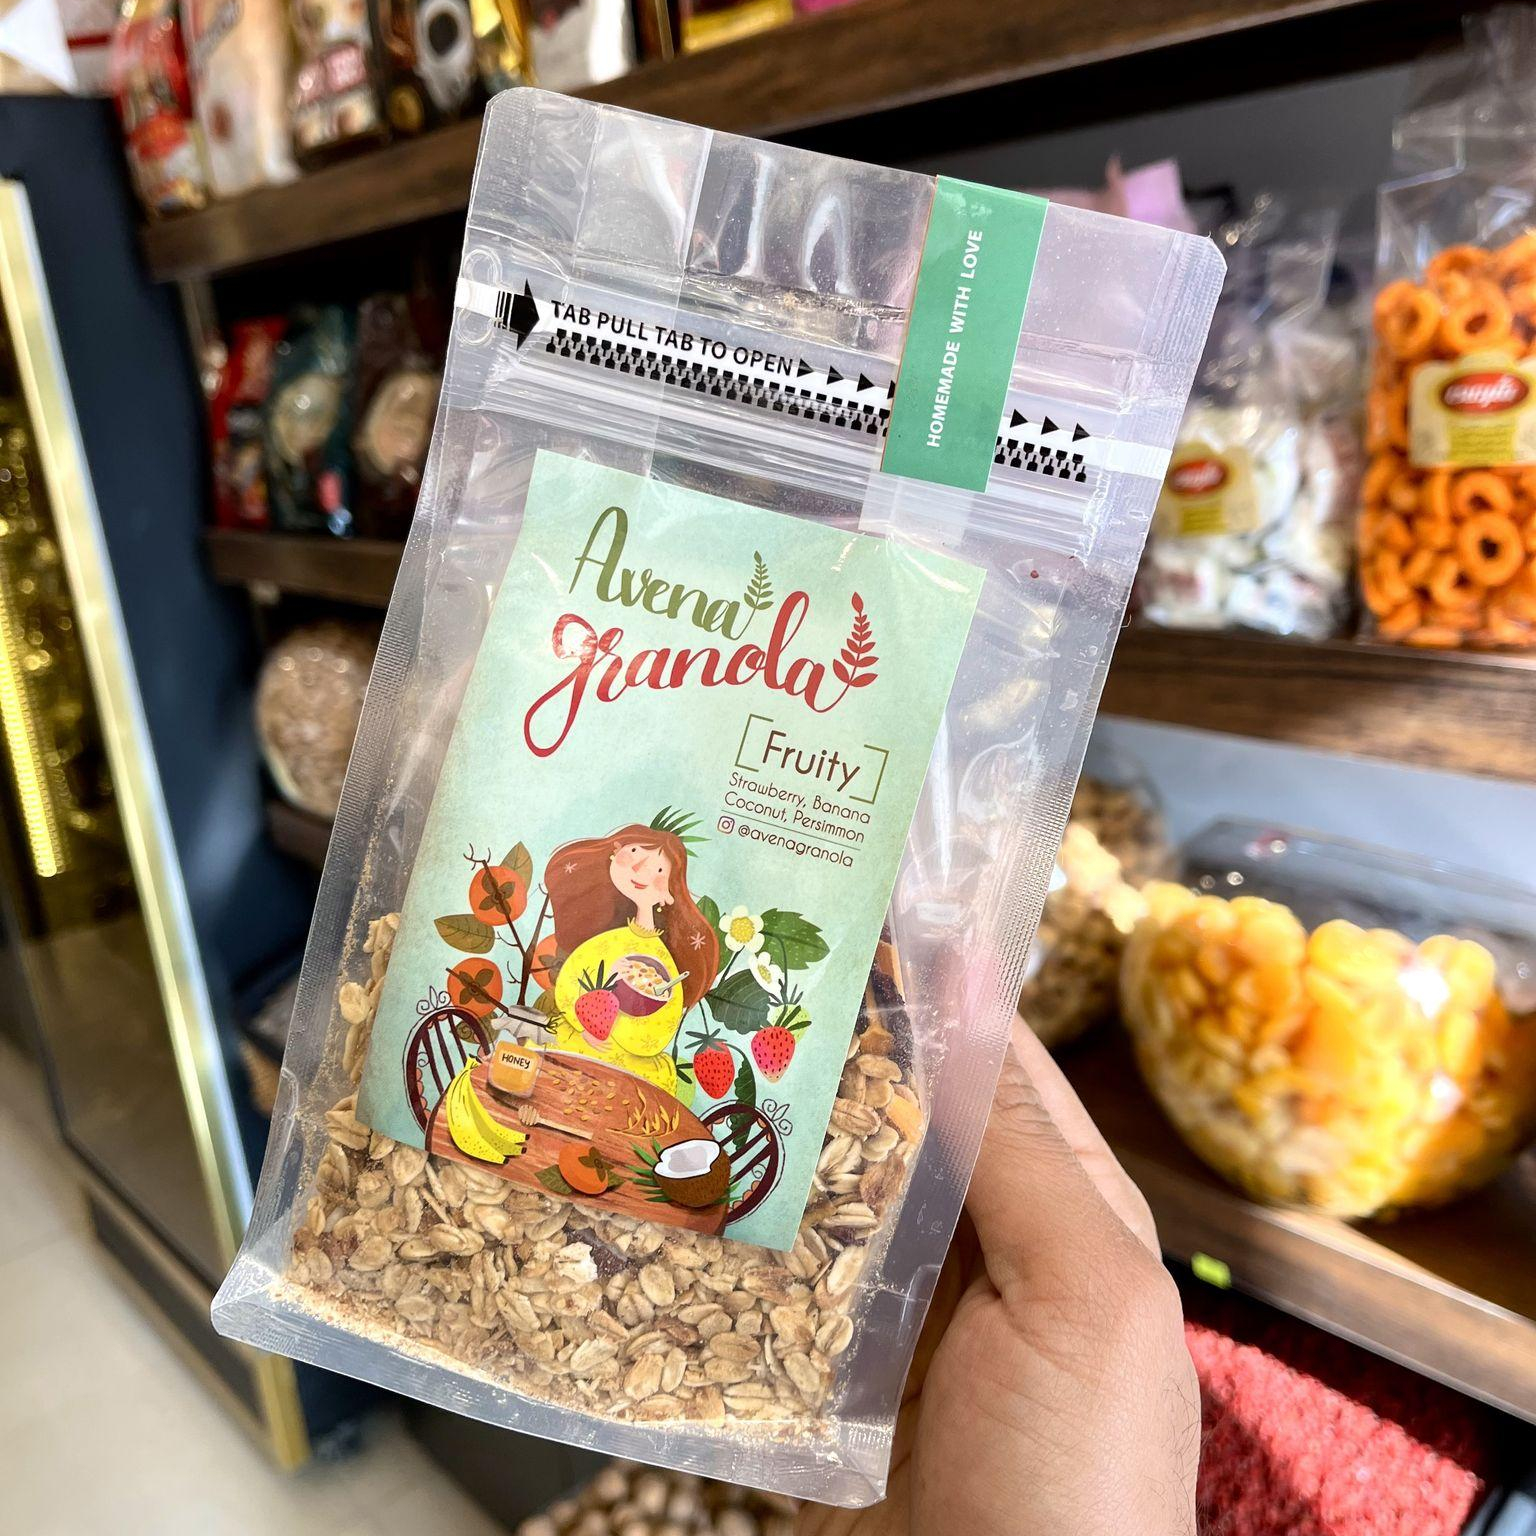 TAB PULL TAB TO OPEN
HOMEMADE WITH LOVE
Avena
granola
[Fruity]
Strawberry, Banana
Coconut, Persimmon
@avenagranola
HONEY